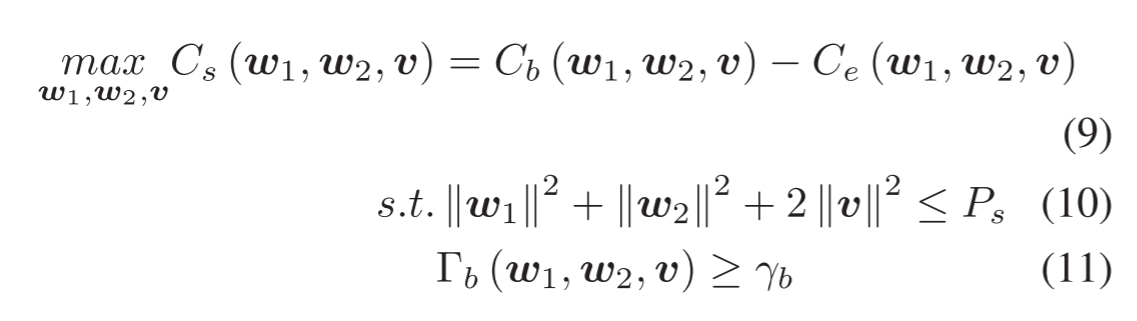 max C_s (w_1, w_2, v) = C_b (w_1, w_2, v) − C_e (w_1, w_2, v)
w_1,w_2,v
(9)
s.t. ‖w_1‖^2 + ‖w_2‖^2 + 2 ‖v‖^2 ≤ P_s (10)
Γ_b (w_1, w_2, v) ≥ γ_b (11)